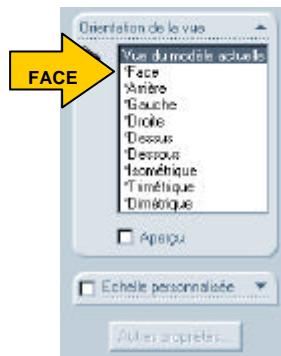 Orientation de la vue
Vue du modèle actuelle
FACE
*Face
*Arrière
*Gauche
*Droite
*Dessus
*Dessous
*Isométrique
*Trimétrique
*Dimétrique
Aperçu
Echelle personnalisée
Autres propriétés...